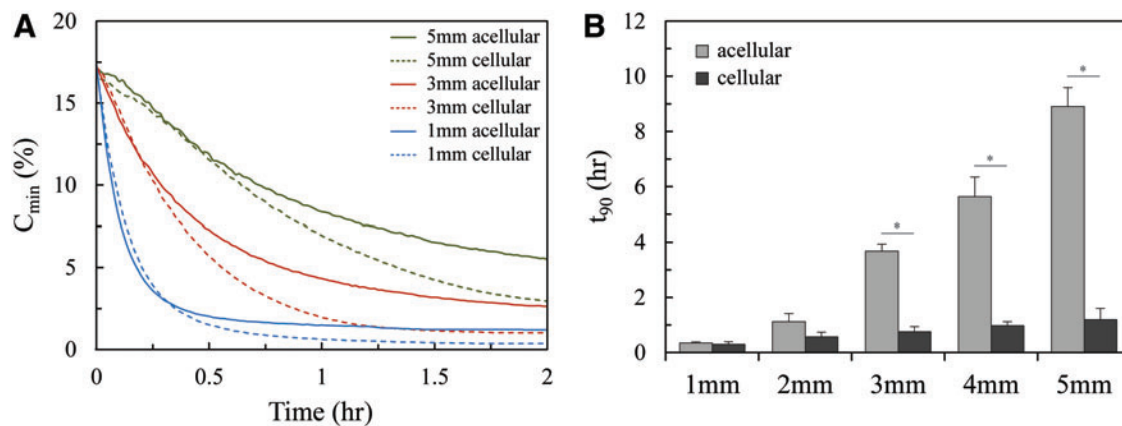 A
20
15
10
5
0
C_min (%)
5mm acellular
5mm cellular
3mm acellular
3mm cellular
1mm acellular
1mm cellular
0 0.5 1 1.5 2
Time (hr)
B
12
10
8
6
4
2
0
t_90 (hr)
acellular
cellular
*
*
*
1mm 2mm 3mm 4mm 5mm